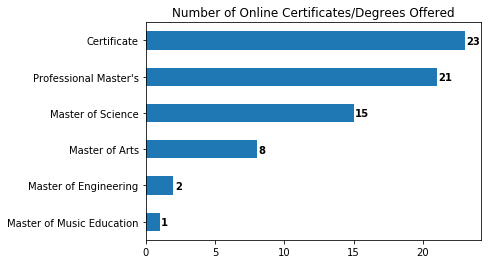 Number of Online Certificates/Degrees Offered
Certificate 23
Professional Master's 21
Master of Science 15
Master of Arts 8
Master of Engineering 2
Master of Music Education 1
0 5 10 15 20